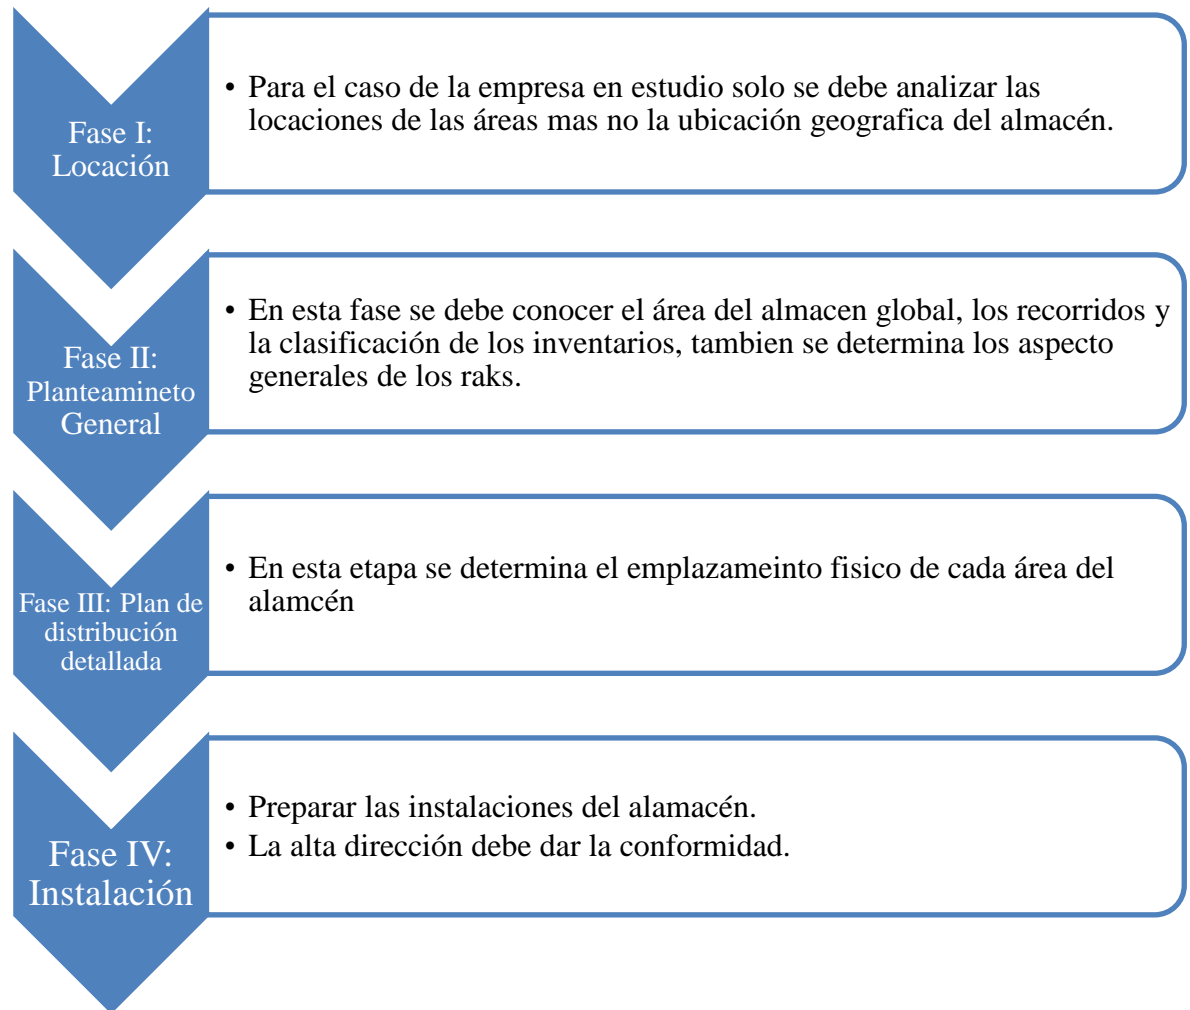 Fase I:
Locación
• Para el caso de la empresa en estudio solo se debe analizar las
locaciones de las áreas mas no la ubicación geografica del almacén.
Fase II:
Planteamineto
General
• En esta fase se debe conocer el área del almacen global, los recorridos y
la clasificación de los inventarios, tambien se determina los aspecto
generales de los raks.
Fase III: Plan de
distribución
detallada
• En esta etapa se determina el emplazameinto fisico de cada área del
alamcén
Fase IV:
Instalación
• Preparar las instalaciones del alamacén.
• La alta dirección debe dar la conformidad.